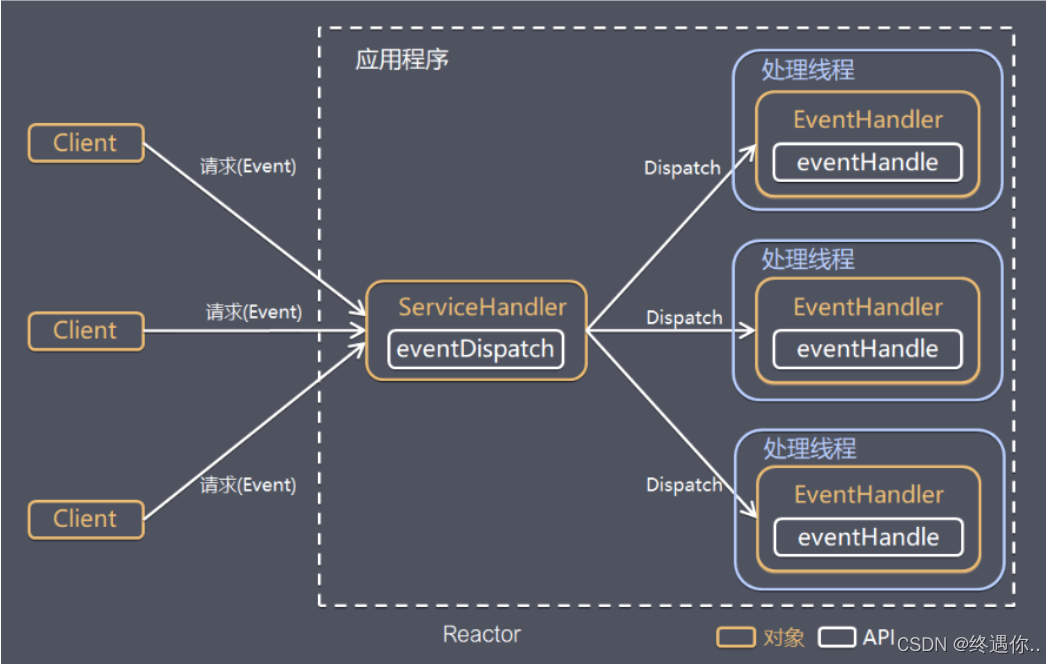 应用程序
Client
请求(Event)
Client
请求(Event)
Client
请求(Event)
ServiceHandler
eventDispatch
Dispatch
处理线程
EventHandler
eventHandle
Dispatch
处理线程
EventHandler
eventHandle
Dispatch
处理线程
EventHandler
eventHandle
Reactor
对象
API
CSDN @终遇你..